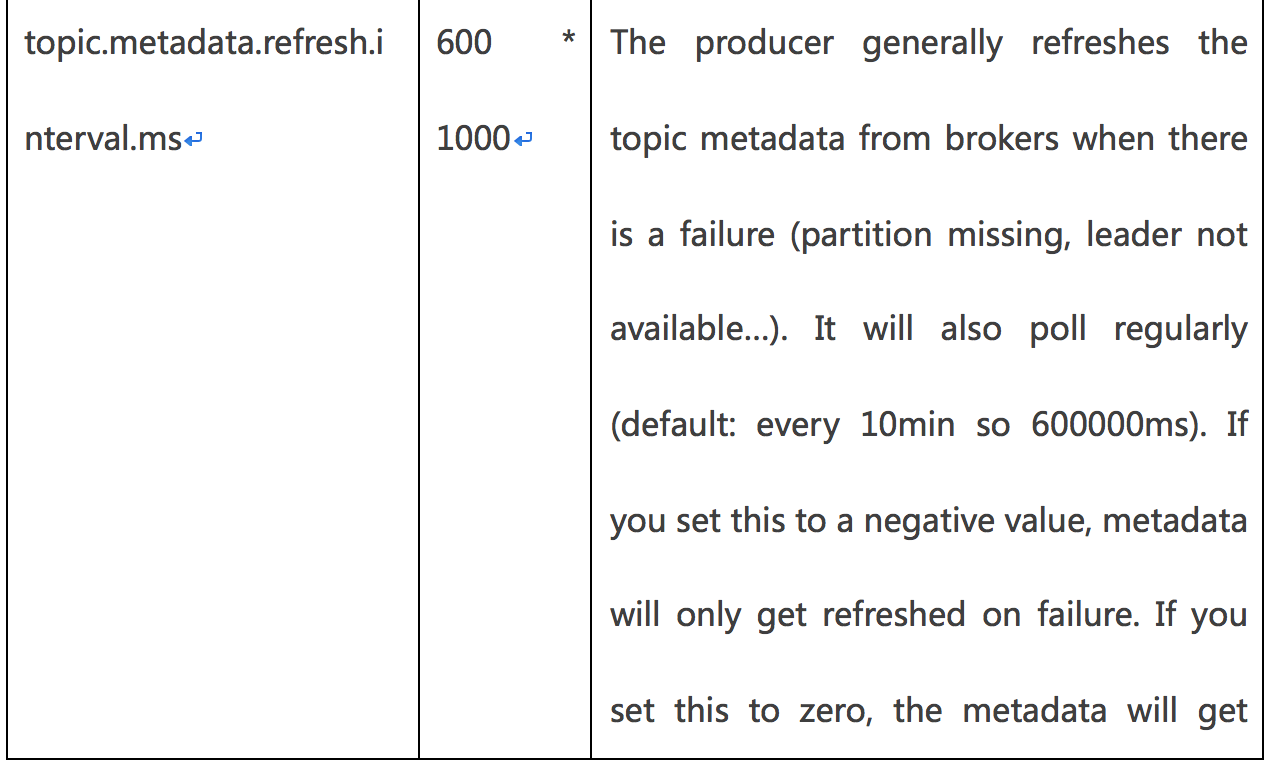 topic.metadata.refresh.i
nterval.ms
600 *
1000
The producer generally refreshes the
topic metadata from brokers when there
is a failure (partition missing, leader not
available…). It will also poll regularly
(default: every 10min so 600000ms). If
you set this to a negative value, metadata
will only get refreshed on failure. If you
set this to zero, the metadata will get